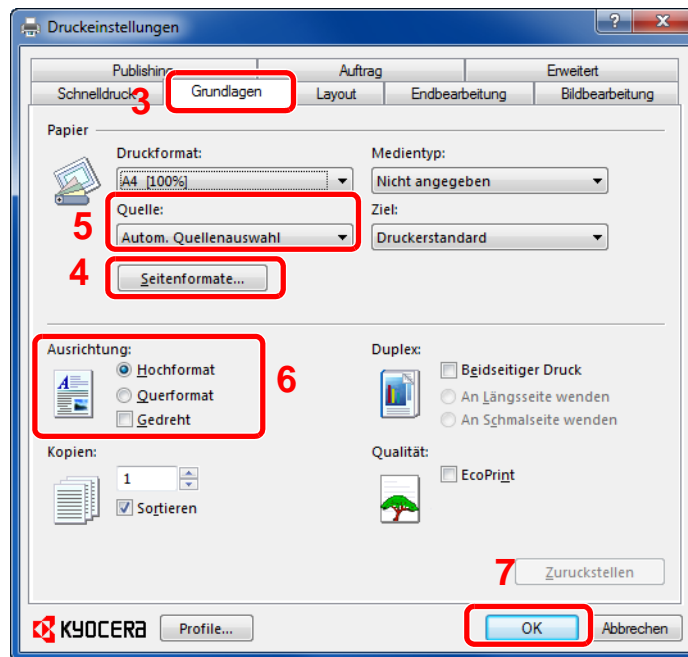 Druckeinstellungen
?
Publishing Auftrag Erweitert
Schnelldruck Grundlagen Layout Endbearbeitung Bildbearbeitung
3
Papier
Druckformat: Medientyp:
A4 [100%] Nicht angegeben
5
Quelle: Ziel:
Autom. Quellenauswahl Druckerstandard
4
Seitenformate...
Ausrichtung: Duplex:
Hochformat Beidseitiger Druck
6
Querformat An Längsseite wenden
Gedreht An Schmalseite wenden
Kopien: Qualität:
1 EcoPrint
Sortieren
7
Zuruckstellen
KYOCERA Profile... OK Abbrechen